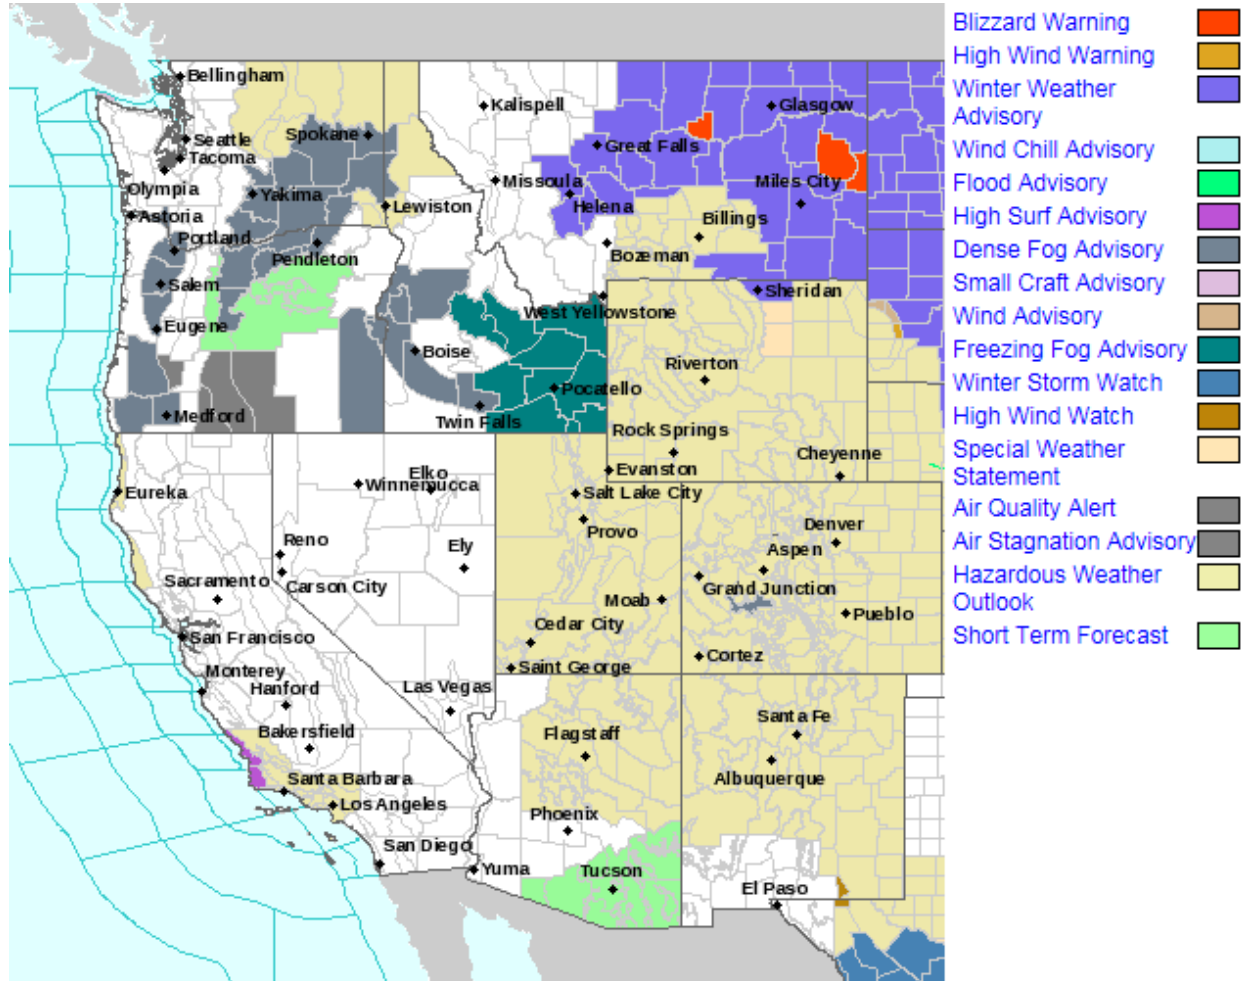 Bellingham
Seattle
Tacoma
Olympia
Astoria
Portland
Salem
Eugene
Medford
Spokane
Yakima
Lewiston
Pendleton
Kalispell
Missoula
Great Falls
Helena
Glasgow
Miles City
Billings
Bozeman
West Yellowstone
Sheridan
Boise
Pocatello
Twin Falls
Riverton
Rock Springs
Evanston
Cheyenne
Eureka
Winnemucca
Elko
Reno
Carson City
Ely
Salt Lake City
Provo
Moab
Cedar City
Saint George
Denver
Aspen
Grand Junction
Pueblo
Cortez
Sacramento
San Francisco
Monterey
Hanford
Bakersfield
Las Vegas
Santa Barbara
Los Angeles
San Diego
Flagstaff
Phoenix
Yuma
Tucson
Santa Fe
Albuquerque
El Paso
Blizzard Warning
High Wind Warning
Winter Weather
Advisory
Wind Chill Advisory
Flood Advisory
High Surf Advisory
Dense Fog Advisory
Small Craft Advisory
Wind Advisory
Freezing Fog Advisory
Winter Storm Watch
High Wind Watch
Special Weather
Statement
Air Quality Alert
Air Stagnation Advisory
Hazardous Weather
Outlook
Short Term Forecast